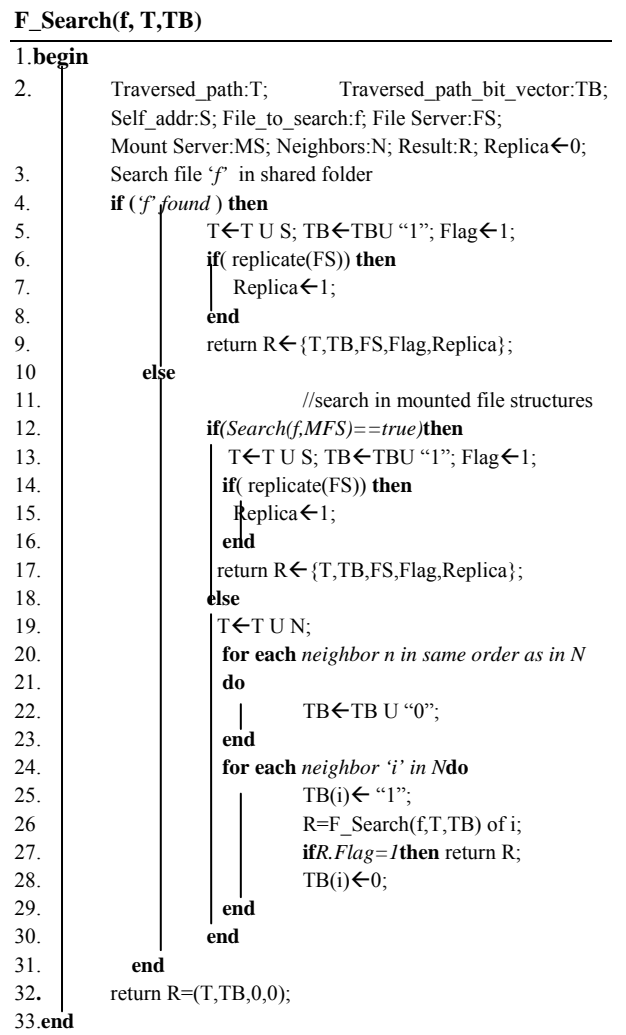 F_Search(f, T,TB)
1.begin
2. Traversed_path:T; Traversed_path_bit_vector:TB;
Self_addr:S; File_to_search:f; File Server:FS;
Mount Server:MS; Neighbors:N; Result:R; Replica←0;
3. Search file ‘f’ in shared folder
4. if (‘f’ found ) then
5. T←T U S; TB←TBU “1”; Flag←1;
6. if( replicate(FS)) then
7. Replica←1;
8. end
9. return R←{T,TB,FS,Flag,Replica};
10 else
11. //search in mounted file structures
12. if(Search(f,MFS)==true)then
13. T←T U S; TB←TBU “1”; Flag←1;
14. if( replicate(FS)) then
15. Replica←1;
16. end
17. return R←{T,TB,FS,Flag,Replica};
18. else
19. T←T U N;
20. for each neighbor n in same order as in N
21. do
22. TB←TB U “0”;
23. end
24. for each neighbor ‘i’ in Ndo
25. TB(i)← “1”;
26 R=F_Search(f,T,TB) of i;
27. ifR.Flag=1then return R;
28. TB(i)←0;
29. end
30. end
31. end
32. return R=(T,TB,0,0);
33.end